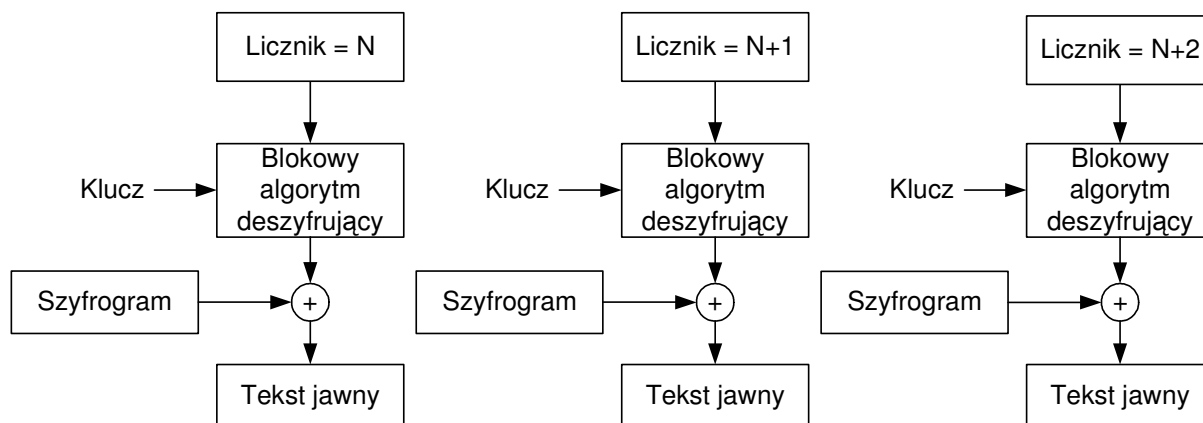 Licznik = N
Licznik = N+1
Licznik = N+2
Klucz
Blokowy
algorytm
deszyfrujący
Klucz
Blokowy
algorytm
deszyfrujący
Klucz
Blokowy
algorytm
deszyfrujący
Szyfrogram
+
Szyfrogram
+
Szyfrogram
+
Tekst jawny
Tekst jawny
Tekst jawny